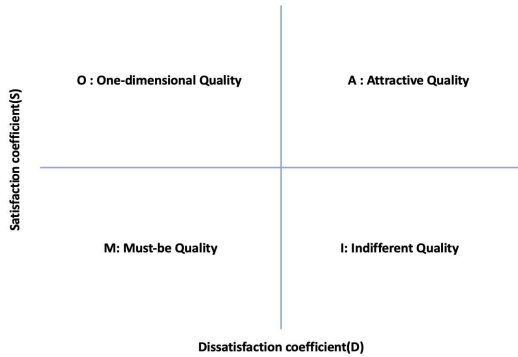 O : One-dimensional Quality
A : Attractive Quality
Satisfaction coefficient(S)
M: Must-be Quality
I: Indifferent Quality
Dissatisfaction coefficient(D)